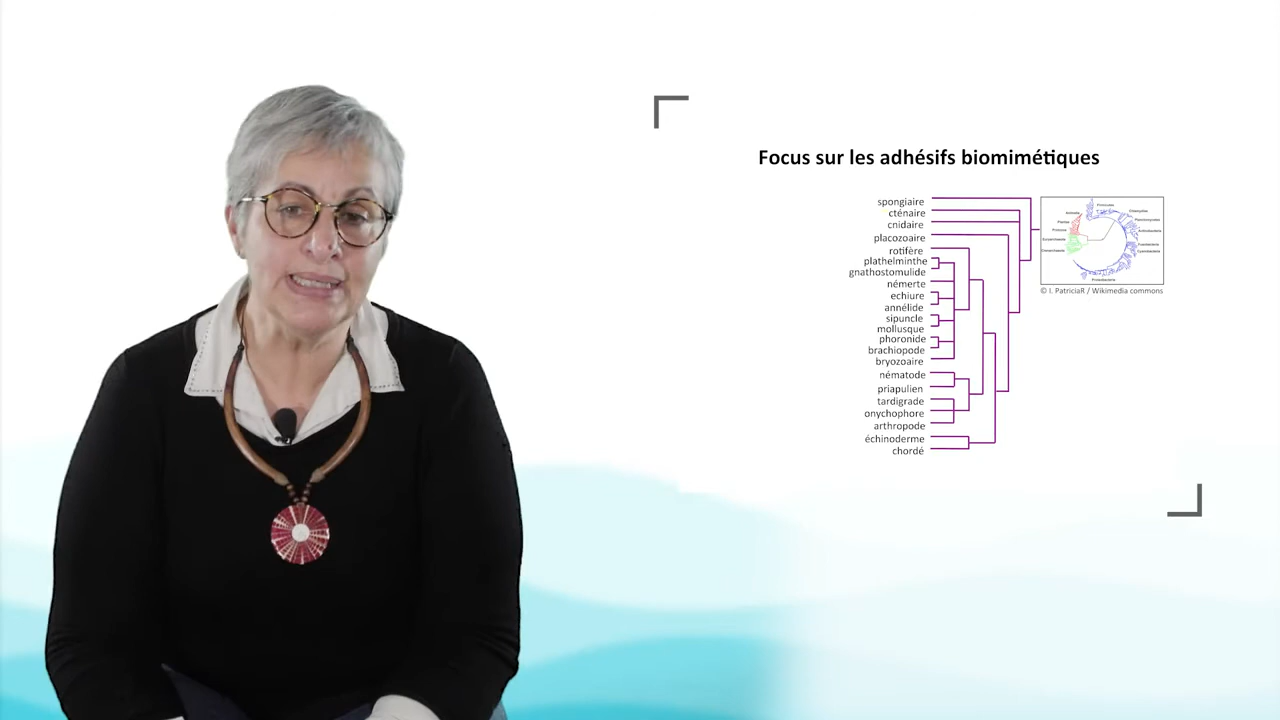 Focus sur les adhésifs biomimétiques
spongiaire
cténaire
cnidaire
placozoaire
rotifère
plathelminthe
gnathostomulide
némerte
echiure
annélide
sipuncle
mollusque
phoronide
brachiopode
bryozoaire
nématode
priapulien
tardigrade
onychophore
arthropode
échinoderme
chordé
© I. PatriciaR / Wikimedia commons